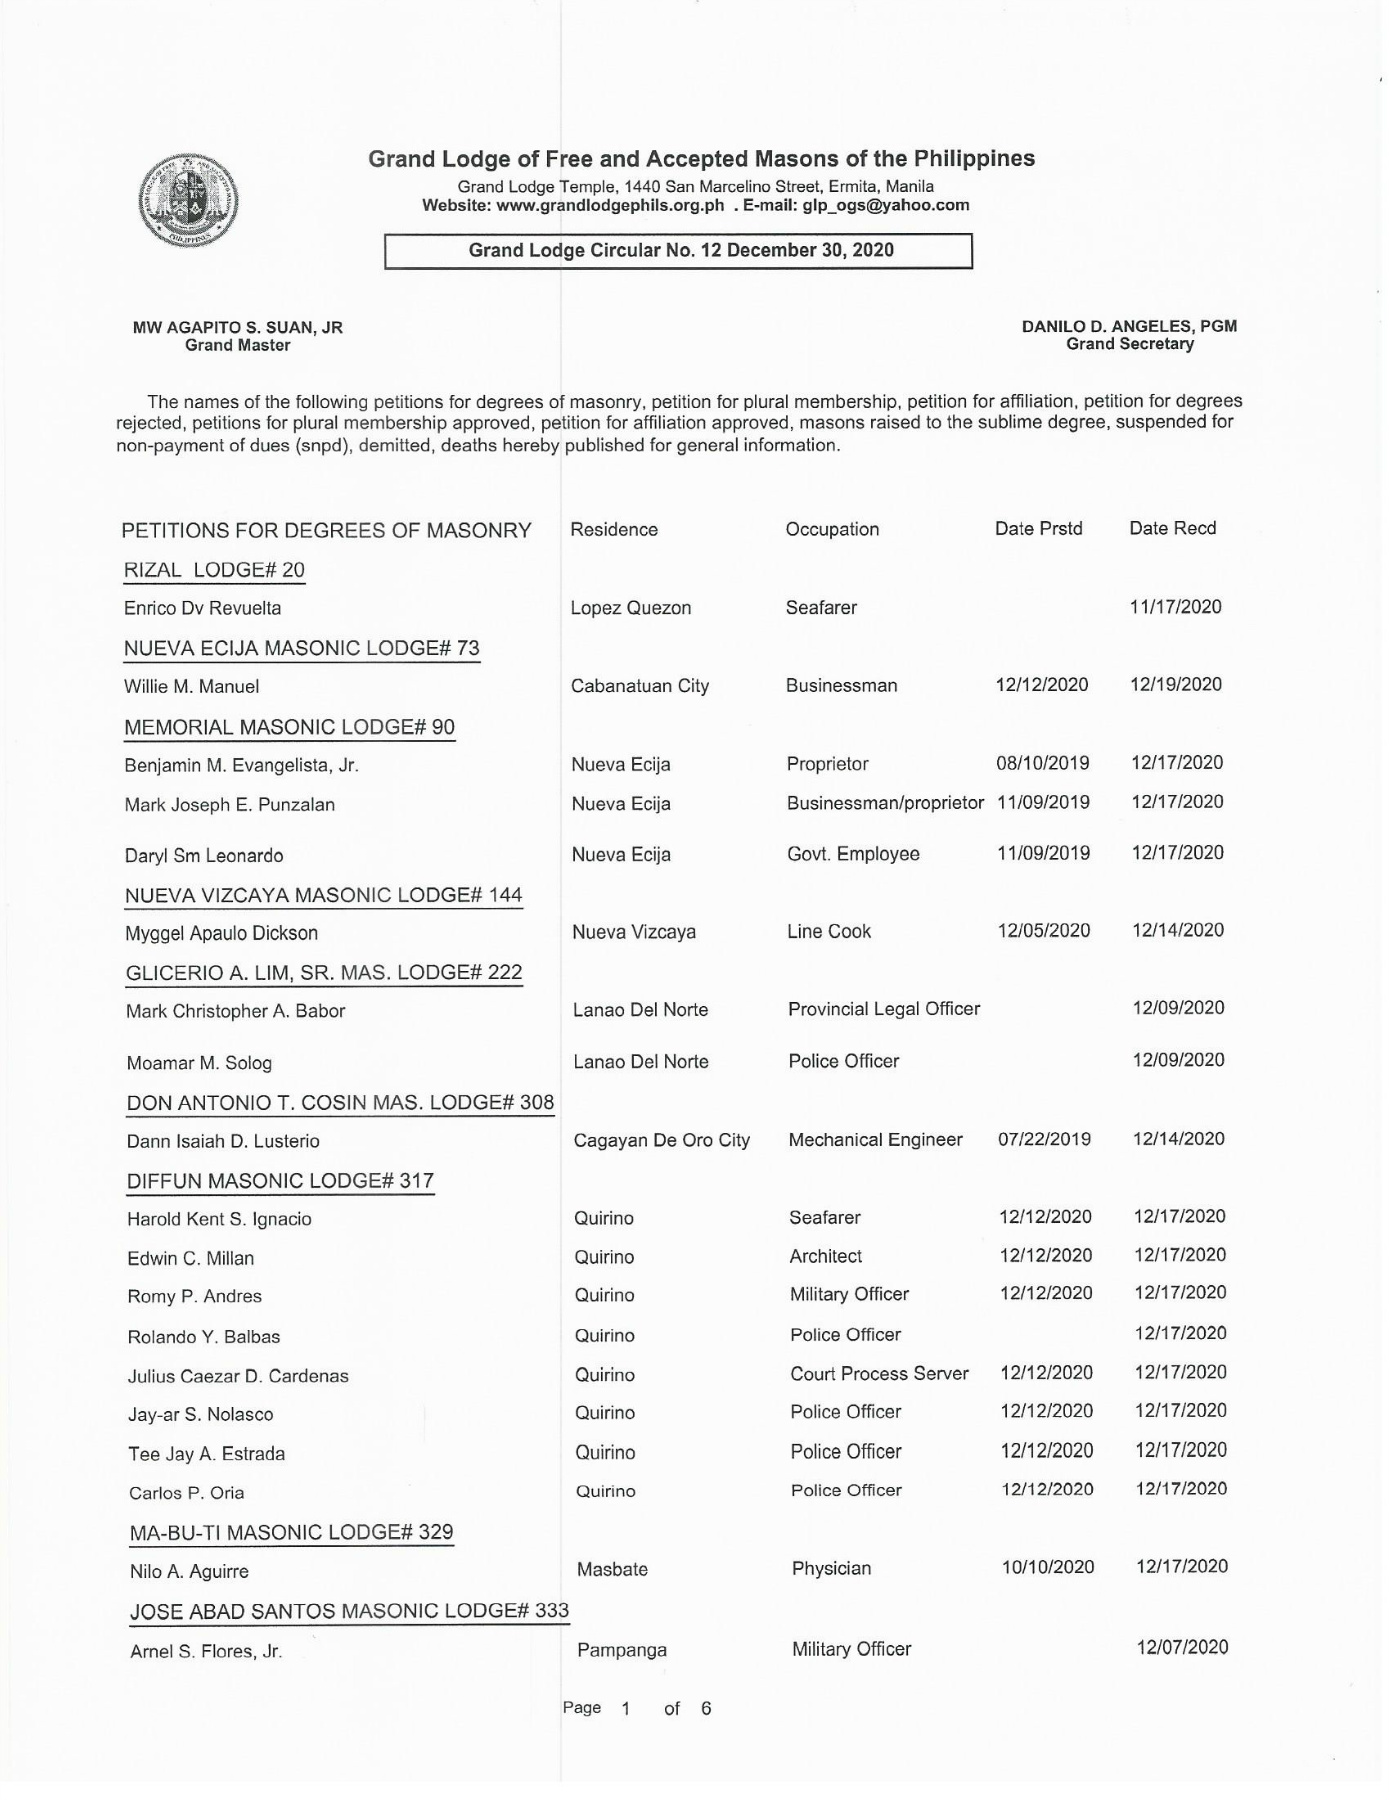 Grand Lodge of Free and Accepted Masons of the Philippines
Grand Lodge Temple, 1440 San Marcelino Street, Ermita, Manila
Website: www.grandlodgephils.org.ph . E-mail: glp_ogs@yahoo.com
Grand Lodge Circular No. 12 December 30, 2020
MW AGAPITO S. SUAN, JR DANILO D. ANGELES, PGM
Grand Master Grand Secretary
The names of the following petitions for degrees of masonry, petition for plural membership, petition for affiliation, petition for degrees
rejected, petitions for plural membership approved, petition for affiliation approved, masons raised to the sublime degree, suspended for
non-payment of dues (snpd), demitted, deaths hereby published for general information.
PETITIONS FOR DEGREES OF MASONRY Residence Occupation Date Prstd Date Recd
RIZAL LODGE# 20
Enrico Dv Revuelta Lopez Quezon Seafarer 11/17/2020
NUEVA ECIJA MASONIC LODGE# 73
Willie M. Manuel Cabanatuan City Businessman 12/12/2020 12/19/2020
MEMORIAL MASONIC LODGE# 90
Benjamin M. Evangelista, Jr. Nueva Ecija Proprietor 08/10/2019 12/17/2020
Mark Joseph E. Punzalan Nueva Ecija Businessman/proprietor 11/09/2019 12/17/2020
Daryl Sm Leonardo Nueva Ecija Govt. Employee 11/09/2019 12/17/2020
NUEVA VIZCAYA MASONIC LODGE# 144
Myggel Apaulo Dickson Nueva Vizcaya Line Cook 12/05/2020 12/14/2020
GLICERIO A. LIM, SR. MAS. LODGE# 222
Mark Christopher A. Babor Lanao Del Norte Provincial Legal Officer 12/09/2020
Moamar M. Solog Lanao Del Norte Police Officer 12/09/2020
DON ANTONIO T. COSIN MAS. LODGE# 308
Dann Isaiah D. Lusterio Cagayan De Oro City Mechanical Engineer 07/22/2019 12/14/2020
DIFFUN MASONIC LODGE# 317
Harold Kent S. Ignacio Quirino Seafarer 12/12/2020 12/17/2020
Edwin C. Millan Quirino Architect 12/12/2020 12/17/2020
Romy P. Andres Quirino Military Officer 12/12/2020 12/17/2020
Rolando Y. Balbas Quirino Police Officer 12/17/2020
Julius Caezar D. Cardenas Quirino Court Process Server 12/12/2020 12/17/2020
Jay-ar S. Nolasco Quirino Police Officer 12/12/2020 12/17/2020
Tee Jay A. Estrada Quirino Police Officer 12/12/2020 12/17/2020
Carlos P. Oria Quirino Police Officer 12/12/2020 12/17/2020
MA-BU-TI MASONIC LODGE# 329
Nilo A. Aguirre Masbate Physician 10/10/2020 12/17/2020
JOSE ABAD SANTOS MASONIC LODGE# 333
Arnel S. Flores, Jr. Pampanga Military Officer 12/07/2020
Page 1 of 6